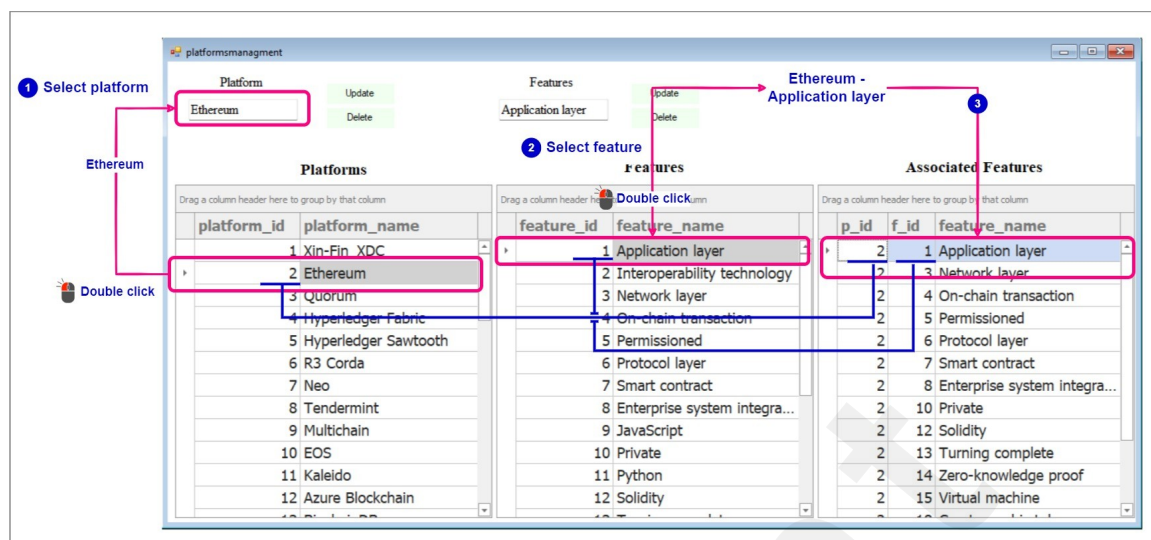 platformsmanagment
1 Select platform
Platform
Ethereum
Update
Delete
Features
Application layer
Update
Delete
Ethereum -
Application layer
3
2 Select feature
Ethereum
Platforms
Features
Associated Features
Drag a column header here to group by that column
Drag a column header here column
Double click
Drag a column header here to group by that column
platform_id platform_name
feature_id feature_name
p_id f_id feature_name
1 Xin-Fin_XDC
1 Application layer
2 1 Application layer
2 Ethereum
2 Interoperability technology
2 3 Network layer
Double click
3 Quorum
3 Network layer
2 4 On-chain transaction
4 Hyperledger Fabric
4 On-chain transaction
2 5 Permissioned
5 Hyperledger Sawtooth
5 Permissioned
2 6 Protocol layer
6 R3 Corda
6 Protocol layer
2 7 Smart contract
7 Neo
7 Smart contract
2 8 Enterprise system integra...
8 Tendermint
8 Enterprise system integra...
2 10 Private
9 Multichain
9 JavaScript
2 12 Solidity
10 EOS
10 Private
2 13 Turning complete
11 Kaleido
11 Python
2 14 Zero-knowledge proof
12 Azure Blockchain
12 Solidity
2 15 Virtual machine